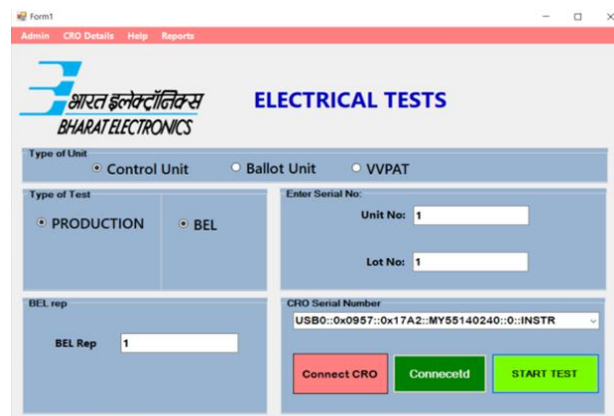 Form1
Admin CRO Details Help Reports
भारत इलेक्ट्रॉनिक्स
BHARAT ELECTRONICS
ELECTRICAL TESTS
Type of Unit
Control Unit Ballot Unit VVPAT
Type of Test
PRODUCTION BEL
Enter Serial No:
Unit No: 1
Lot No: 1
BEL rep
BEL Rep 1
CRO Serial Number
USB0::0x0957::0x17A2::MY55140240::0::INSTR
Connect CRO Connecetd START TEST